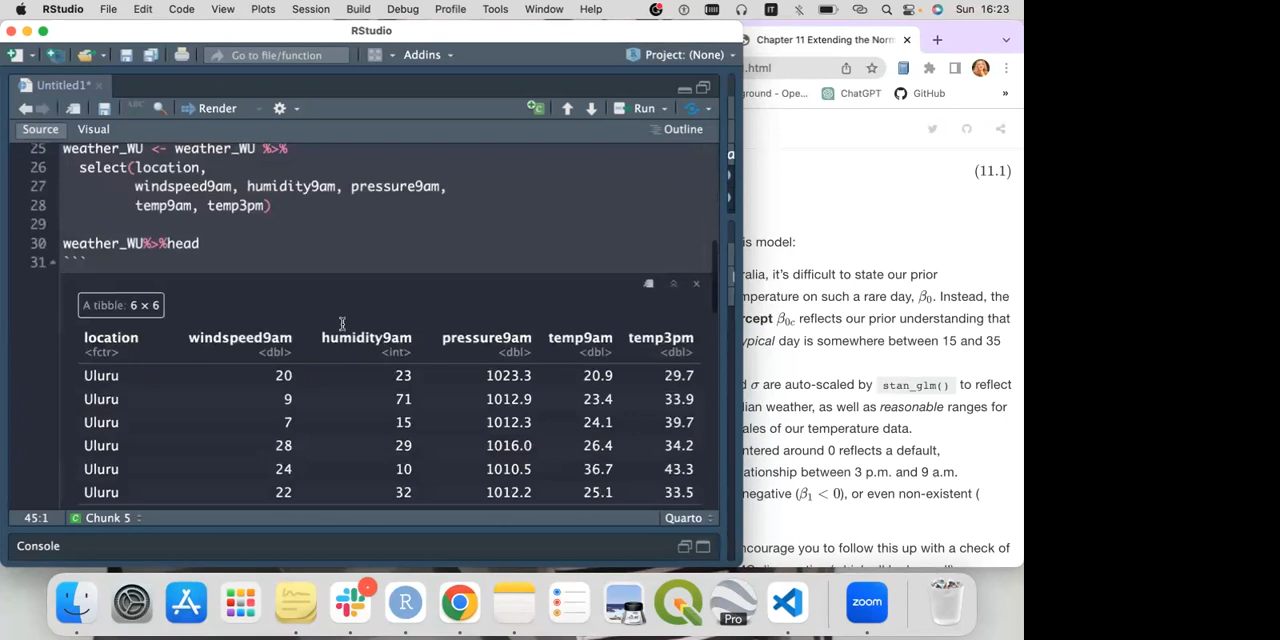 RStudio File Edit Code View Plots Session Build Debug Profile Tools Window Help Sun 16:23
RStudio
Go to file/function Addins Project: (None)
Untitled1*
Render Run
Source Visual Outline
25 weather_WU <- weather_WU %>%
26 select(location,
27 windspeed9am, humidity9am, pressure9am,
28 temp9am, temp3pm)
29
30 weather_WU%>%head
31 ```
A tibble: 6 × 6
location windspeed9am humidity9am pressure9am temp9am temp3pm
<fctr> <dbl> <int> <dbl> <dbl> <dbl>
Uluru 20 23 1023.3 20.9 29.7
Uluru 9 71 1012.9 23.4 33.9
Uluru 7 15 1012.3 24.1 39.7
Uluru 28 29 1016.0 26.4 34.2
Uluru 24 10 1010.5 36.7 43.3
Uluru 22 32 1012.2 25.1 33.5
45:1 Chunk 5 Quarto
Console
Chapter 11 Extending the Norm
.html
ground - Ope... ChatGPT GitHub »
(11.1)
is model:
ralia, it's difficult to state our prior
mperature on such a rare day, β0. Instead, the
rcept β0c reflects our prior understanding that
typical day is somewhere between 15 and 35
d σ are auto-scaled by stan_glm() to reflect
lian weather, as well as reasonable ranges for
ales of our temperature data.
entered around 0 reflects a default,
ationship between 3 p.m. and 9 a.m.
negative (β1 < 0), or even non-existent (
ncourage you to follow this up with a check of
Pro
zoom